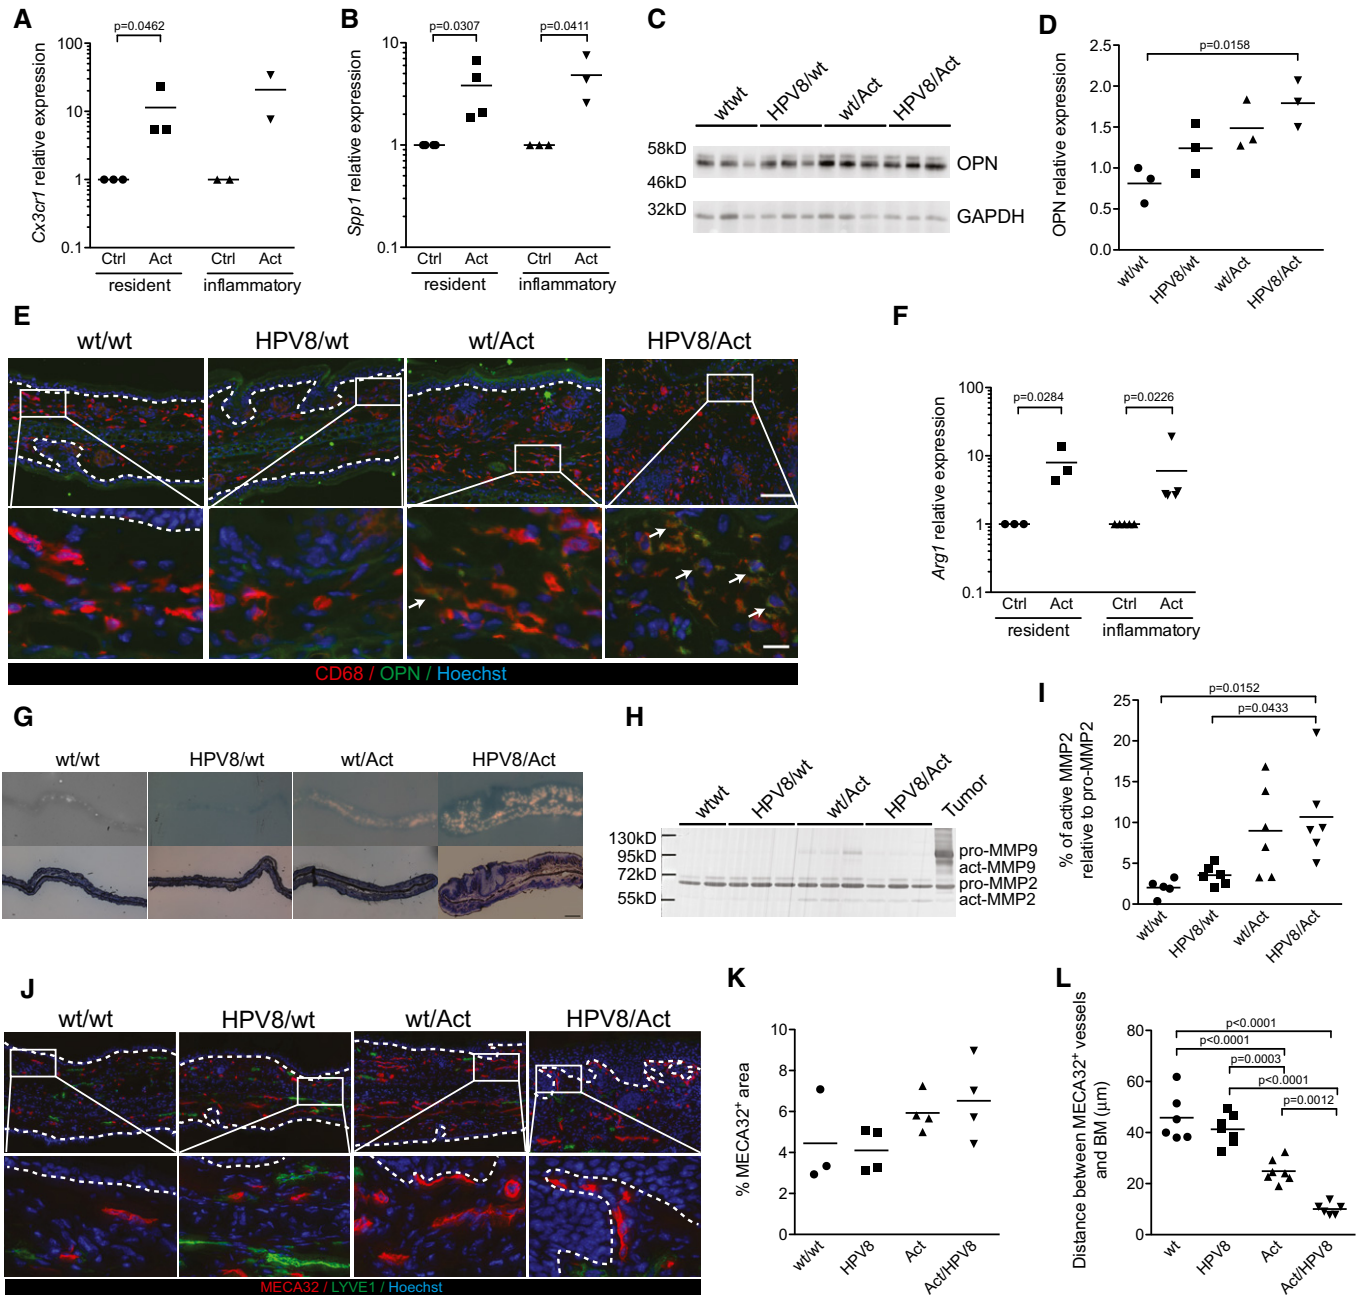 A
p=0.0462
Cx3cr1 relative expression
100
10
1
0.1
Ctrl Act Ctrl Act
resident inflammatory
B
p=0.0307 p=0.0411
Spp1 relative expression
10
1
0.1
Ctrl Act Ctrl Act
resident inflammatory
C
wtwt HPV8/wt wt/Act HPV8/Act
58kD
46kD
32kD
OPN
GAPDH
D
p=0.0158
OPN relative expression
2.5
2.0
1.5
1.0
0.5
0.0
wt/wt HPV8/wt wt/Act HPV8/Act
E
wt/wt HPV8/wt wt/Act HPV8/Act
CD68 / OPN / Hoechst
F
p=0.0284 p=0.0226
Arg1 relative expression
100
10
1
0.1
Ctrl Act Ctrl Act
resident inflammatory
G
wt/wt HPV8/wt wt/Act HPV8/Act
H
wtwt HPV8/wt wt/Act HPV8/Act Tumor
130kD
95kD
72kD
55kD
pro-MMP9
act-MMP9
pro-MMP2
act-MMP2
I
p=0.0152
p=0.0433
% of active MMP2
relative to pro-MMP2
25
20
15
10
5
0
wt/wt HPV8/wt wt/Act HPV8/Act
J
wt/wt HPV8/wt wt/Act HPV8/Act
MECA32 / LYVE1 / Hoechst
K
% MECA32+ area
10
8
6
4
2
0
wt/wt HPV8 Act Act/HPV8
L
Distance between MECA32+ vessels
and BM (μm)
80
60
40
20
0
p<0.0001
p<0.0001
p=0.0003
p<0.0001
p=0.0012
wt HPV8 Act Act/HPV8